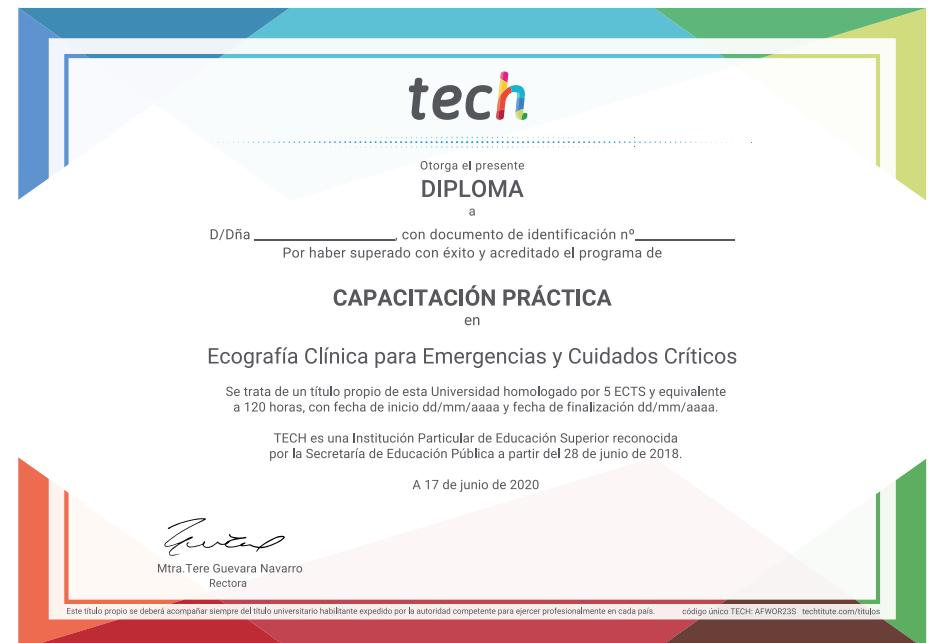 tech
Otorga el presente
DIPLOMA
a
D/Dña ____________________, con documento de identificación nº______________
Por haber superado con éxito y acreditado el programa de
CAPACITACIÓN PRÁCTICA
en
Ecografía Clínica para Emergencias y Cuidados Críticos
Se trata de un título propio de esta Universidad homologado por 5 ECTS y equivalente
a 120 horas, con fecha de inicio dd/mm/aaaa y fecha de finalización dd/mm/aaaa.
TECH es una Institución Particular de Educación Superior reconocida
por la Secretaría de Educación Pública a partir del 28 de junio de 2018.
A 17 de junio de 2020
Mtra.Tere Guevara Navarro
Rectora
Este título propio se deberá acompañar siempre del título universitario habilitante expedido por la autoridad competente para ejercer profesionalmente en cada país. código único TECH: AFWOR23S techtitute.com/titulos